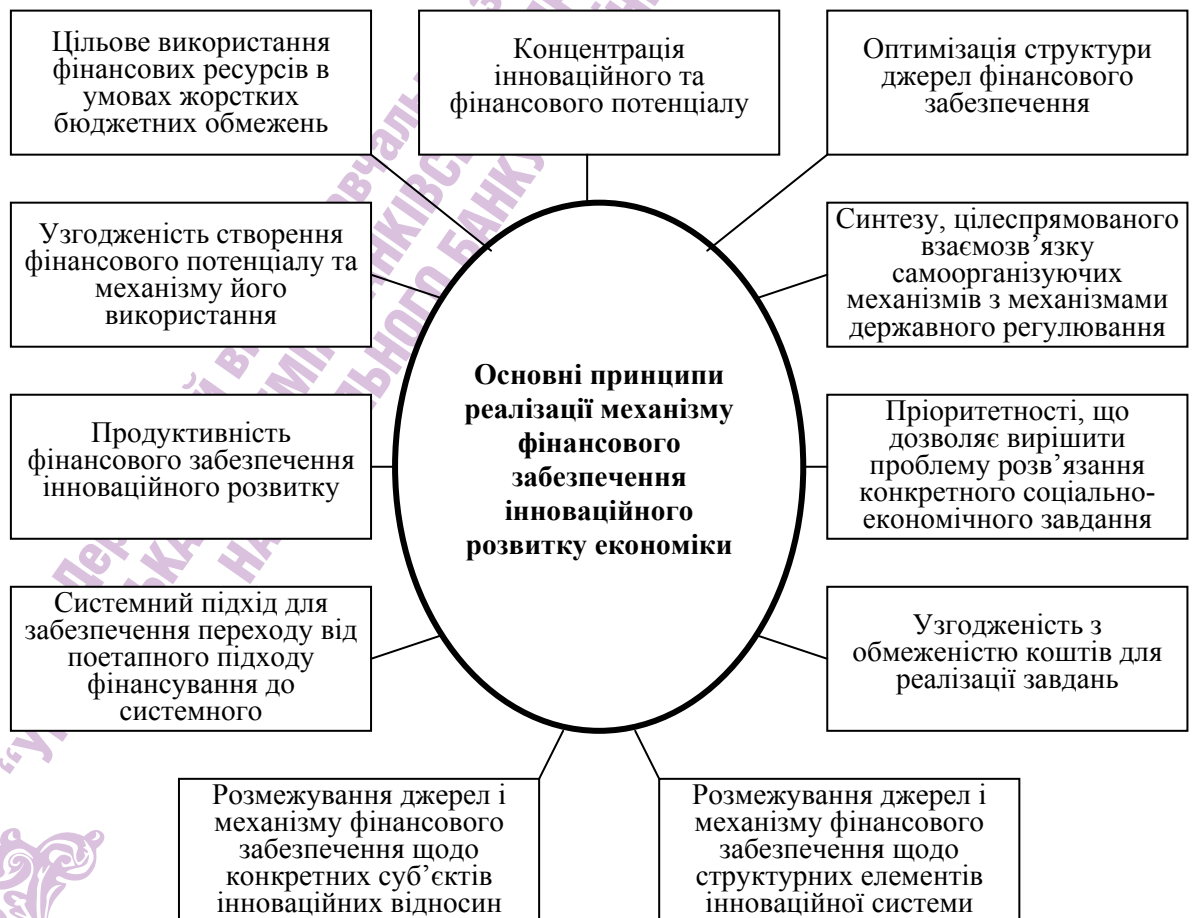 Цільове використання
фінансових ресурсів в
умовах жорстких
бюджетних обмежень
Концентрація
інноваційного та
фінансового потенціалу
Оптимізація структури
джерел фінансового
забезпечення
Узгодженість створення
фінансового потенціалу та
механізму його
використання
Синтезу, цілеспрямованого
взаємозв’язку
самоорганізуючих
механізмів з механізмами
державного регулювання
Основні принципи
реалізації механізму
фінансового
забезпечення
інноваційного
розвитку економіки
Продуктивність
фінансового забезпечення
інноваційного розвитку
Пріоритетності, що
дозволяє вирішити
проблему розв’язання
конкретного соціально-
економічного завдання
Системний підхід для
забезпечення переходу від
поетапного підходу
фінансування до
системного
Узгодженість з
обмеженістю коштів для
реалізації завдань
Розмежування джерел і
механізму фінансового
забезпечення щодо
конкретних суб’єктів
інноваційних відносин
Розмежування джерел і
механізму фінансового
забезпечення щодо
структурних елементів
інноваційної системи